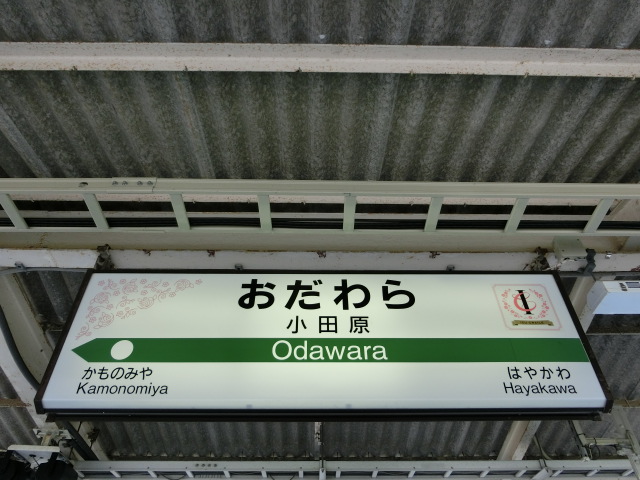 おだわら
小田原
Odawara
かものみや
Kamonomiya
はやかわ
Hayakawa